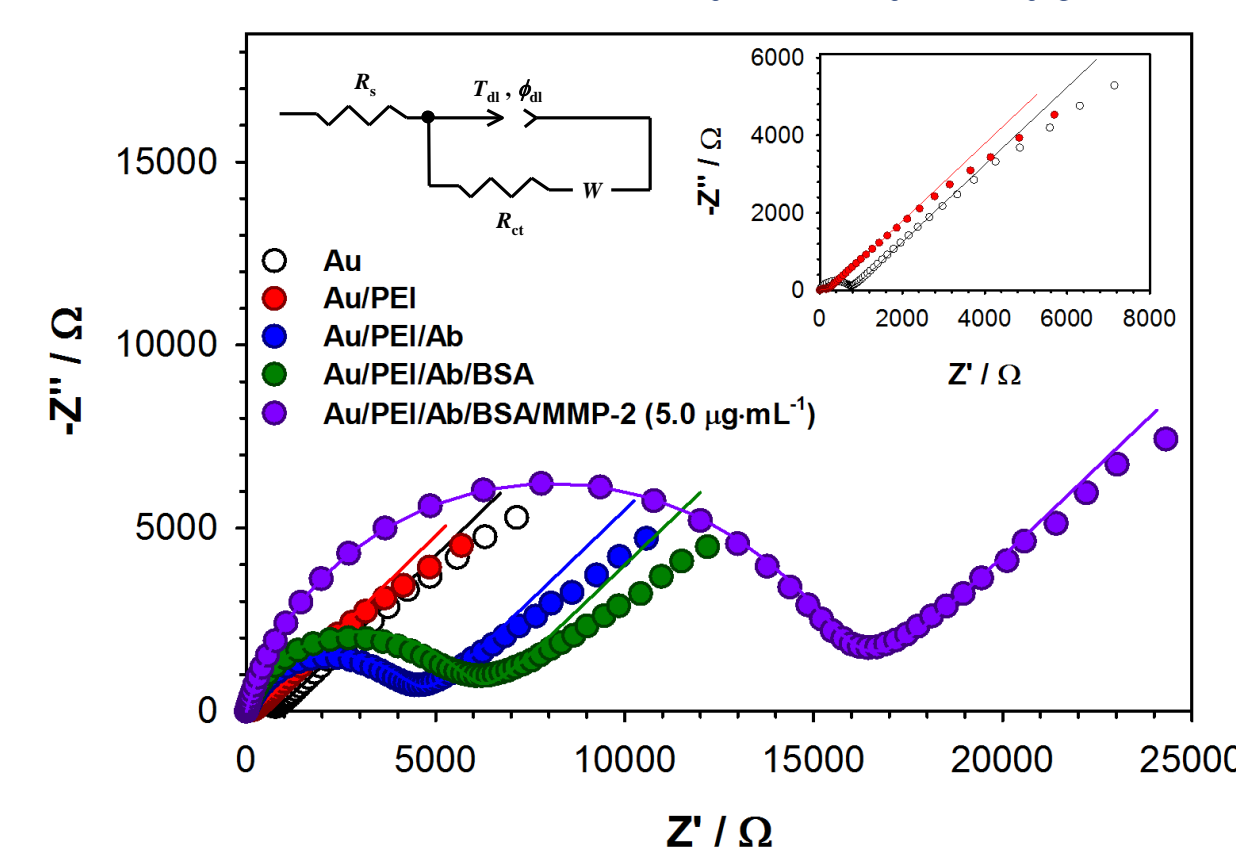 R_s
T_dl , ϕ_dl
R_ct
W
Au
Au/PEI
Au/PEI/Ab
Au/PEI/Ab/BSA
Au/PEI/Ab/BSA/MMP-2 (5.0 μg·mL⁻¹)
-Z'' / Ω
15000
10000
5000
0
0 5000 10000 15000 20000 25000
Z' / Ω
-Z'' / Ω
6000
4000
2000
0
0 2000 4000 6000 8000
Z' / Ω